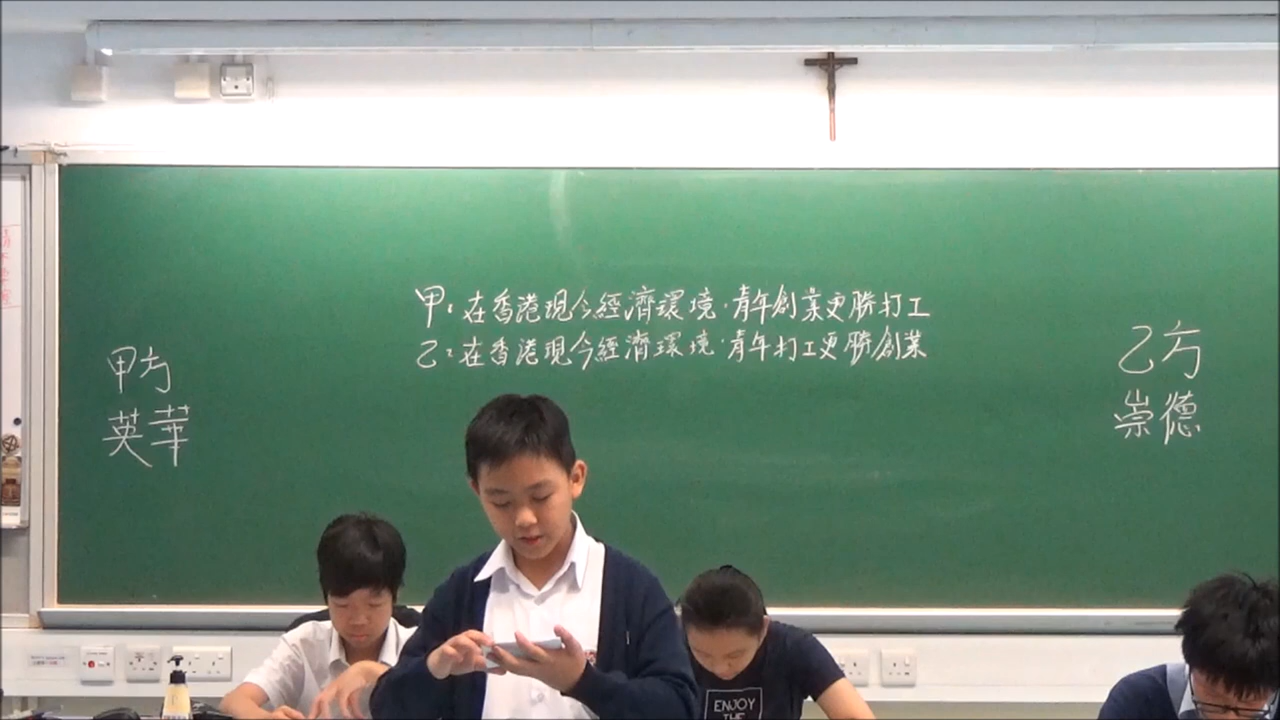 甲：在香港現今經濟環境，青年創業更勝打工
乙：在香港現今經濟環境，青年打工更勝創業
甲方
英華
乙方
崇德
ENJOY
THE